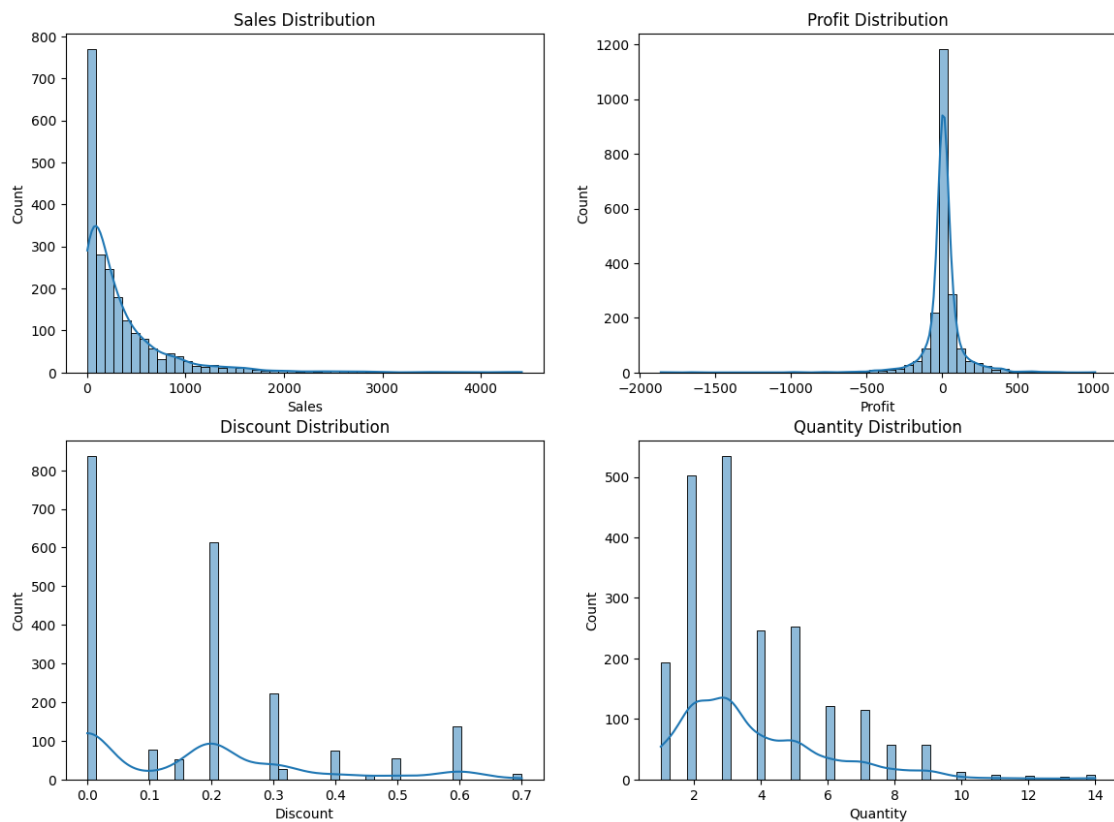 Sales Distribution
Count
800
700
600
500
400
300
200
100
0
0 1000 2000 3000 4000
Sales
Profit Distribution
Count
1200
1000
800
600
400
200
0
−2000 −1500 −1000 −500 0 500 1000
Profit
Discount Distribution
Count
800
700
600
500
400
300
200
100
0
0.0 0.1 0.2 0.3 0.4 0.5 0.6 0.7
Discount
Quantity Distribution
Count
500
400
300
200
100
0
2 4 6 8 10 12 14
Quantity